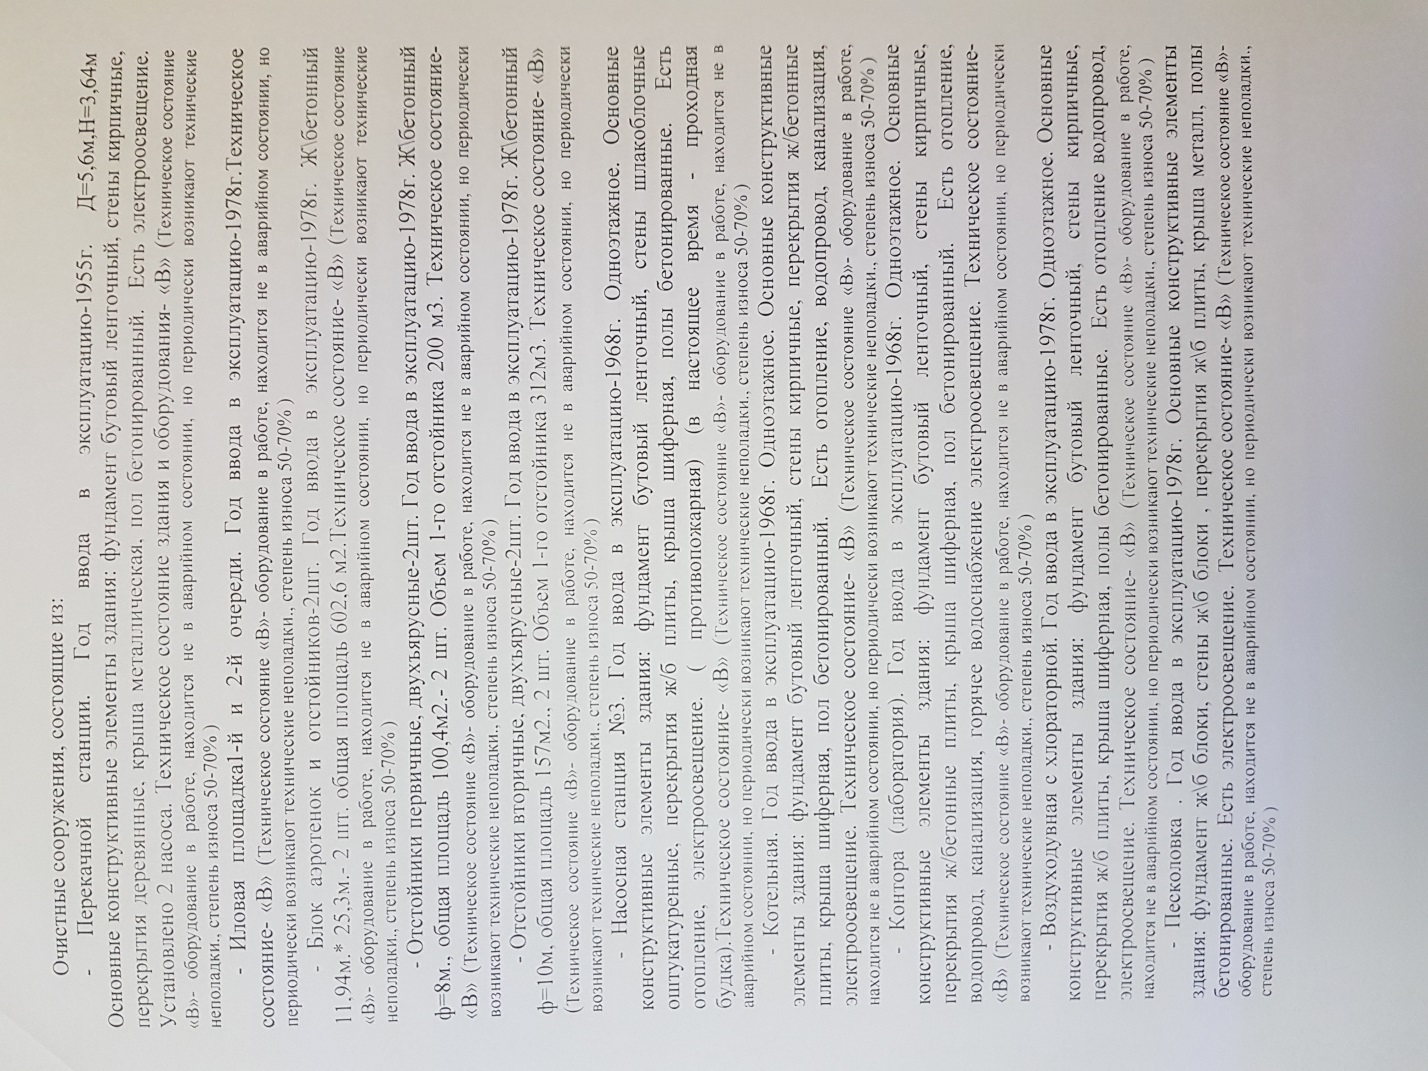 Очистные сооружения, состоящие из:
- Перекачной станции. Год ввода в эксплуатацию-1955г. Д=5,6м,Н=3,64м
Основные конструктивные элементы здания: фундамент бутовый ленточный, стены кирпичные,
перекрытия деревянные, крыша металлическая, пол бетонированный. Есть электроосвещение.
Установлено 2 насоса. Техническое состояние здания и оборудования- «В» (Техническое состояние
«В»- оборудование в работе, находится не в аварийном состоянии, но периодически возникают технические
неполадки., степень износа 50-70%)
- Иловая площадка1-й и 2-й очереди. Год ввода в эксплуатацию-1978г.Техническое
состояние- «В» (Техническое состояние «В»- оборудование в работе, находится не в аварийном состоянии, но
периодически возникают технические неполадки., степень износа 50-70%)
- Блок аэротенок и отстойников-2шт. Год ввода в эксплуатацию-1978г. Ж\бетонный
11,94м.* 25,3м,- 2 шт. общая площадь 602,6 м2.Техническое состояние- «В» (Техническое состояние
«В»- оборудование в работе, находится не в аварийном состоянии, но периодически возникают технические
неполадки., степень износа 50-70%)
- Отстойники первичные, двухъярусные-2шт. Год ввода в эксплуатацию-1978г. Ж\бетонный
ф=8м., общая площадь 100,4м2.- 2 шт. Объем 1-го отстойника 200 м3. Техническое состояние-
«В» (Техническое состояние «В»- оборудование в работе, находится не в аварийном состоянии, но периодически
возникают технические неполадки., степень износа 50-70%)
- Отстойники вторичные, двухъярусные-2шт. Год ввода в эксплуатацию-1978г. Ж\бетонный
ф=10м, общая площадь 157м2., 2 шт. Объем 1-го отстойника 312м3. Техническое состояние- «В»
(Техническое состояние «В»- оборудование в работе, находится не в аварийном состоянии, но периодически
возникают технические неполадки., степень износа 50-70%)
- Насосная станция №3. Год ввода в эксплуатацию-1968г. Одноэтажное. Основные
конструктивные элементы здания: фундамент бутовый ленточный, стены шлакоблочные
оштукатуренные, перекрытия ж/б плиты, крыша шиферная, полы бетонированные. Есть
отопление, электроосвещение. ( противопожарная) (в настоящее время - проходная
будка).Техническое состояние- «В» (Техническое состояние «В»- оборудование в работе, находится не в
аварийном состоянии, но периодически возникают технические неполадки., степень износа 50-70%)
- Котельная. Год ввода в эксплуатацию-1968г. Одноэтажное. Основные конструктивные
элементы здания: фундамент бутовый ленточный, стены кирпичные, перекрытия ж/бетонные
плиты, крыша шиферная, пол бетонированный. Есть отопление, водопровод, канализация,
электроосвещение. Техническое состояние- «В» (Техническое состояние «В»- оборудование в работе,
находится не в аварийном состоянии, но периодически возникают технические неполадки., степень износа 50-70%)
- Контора (лаборатория). Год ввода в эксплуатацию-1968г. Одноэтажное. Основные
конструктивные элементы здания: фундамент бутовый ленточный, стены кирпичные,
перекрытия ж/бетонные плиты, крыша шиферная, пол бетонированный. Есть отопление,
водопровод, канализация, горячее водоснабжение электроосвещение. Техническое состояние-
«В» (Техническое состояние «В»- оборудование в работе, находится не в аварийном состоянии, но периодически
возникают технические неполадки., степень износа 50-70%)
- Воздуходувная с хлораторной. Год ввода в эксплуатацию-1978г. Одноэтажное. Основные
конструктивные элементы здания: фундамент бутовый ленточный, стены кирпичные,
перекрытия ж/б плиты, крыша шиферная, полы бетонированные. Есть отопление водопровод,
электроосвещение. Техническое состояние- «В» (Техническое состояние «В»- оборудование в работе,
находится не в аварийном состоянии, но периодически возникают технические неполадки., степень износа 50-70%)
- Песколовка . Год ввода в эксплуатацию-1978г. Основные конструктивные элементы
здания: фундамент ж\б блоки, стены ж\б блоки , перекрытия ж\б плиты, крыша металл, полы
бетонированные. Есть электроосвещение. Техническое состояние- «В» (Техническое состояние «В»-
оборудование в работе, находится не в аварийном состоянии, но периодически возникают технические неполадки.,
степень износа 50-70%)